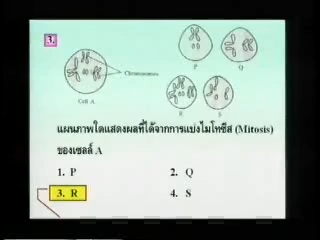 3.
Chromosomes
Cell A
P
Q
R
S
แผนภาพใดแสดงผลที่ได้จากการแบ่งไมโทซีส (Mitosis)
ของเซลล์ A
1. P
2. Q
3. R
4. S